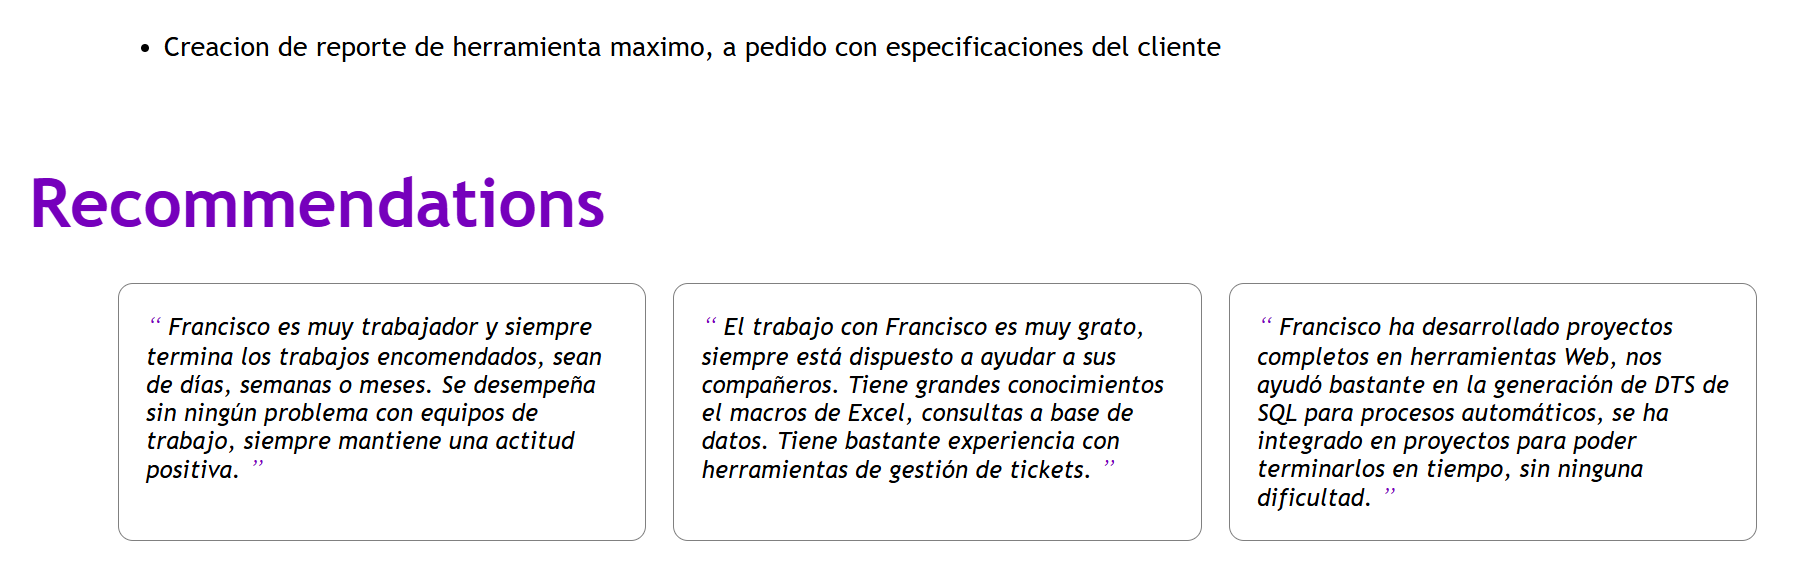 • Creacion de reporte de herramienta maximo, a pedido con especificaciones del cliente
Recommendations
“ Francisco es muy trabajador y siempre
termina los trabajos encomendados, sean
de días, semanas o meses. Se desempeña
sin ningún problema con equipos de
trabajo, siempre mantiene una actitud
positiva. ”
“ El trabajo con Francisco es muy grato,
siempre está dispuesto a ayudar a sus
compañeros. Tiene grandes conocimientos
el macros de Excel, consultas a base de
datos. Tiene bastante experiencia con
herramientas de gestión de tickets. ”
“ Francisco ha desarrollado proyectos
completos en herramientas Web, nos
ayudó bastante en la generación de DTS de
SQL para procesos automáticos, se ha
integrado en proyectos para poder
terminarlos en tiempo, sin ninguna
dificultad. ”